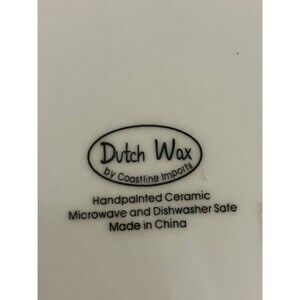 Dutch Wax
by Coastline Imports
Handpainted Ceramic
Microwave and Dishwasher Safe
Made in China